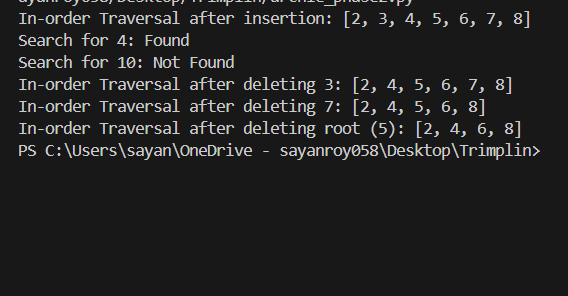 In-order Traversal after insertion: [2, 3, 4, 5, 6, 7, 8]
Search for 4: Found
Search for 10: Not Found
In-order Traversal after deleting 3: [2, 4, 5, 6, 7, 8]
In-order Traversal after deleting 7: [2, 4, 5, 6, 8]
In-order Traversal after deleting root (5): [2, 4, 6, 8]
PS C:\Users\sayan\OneDrive - sayanroy058\Desktop\Trimplin>